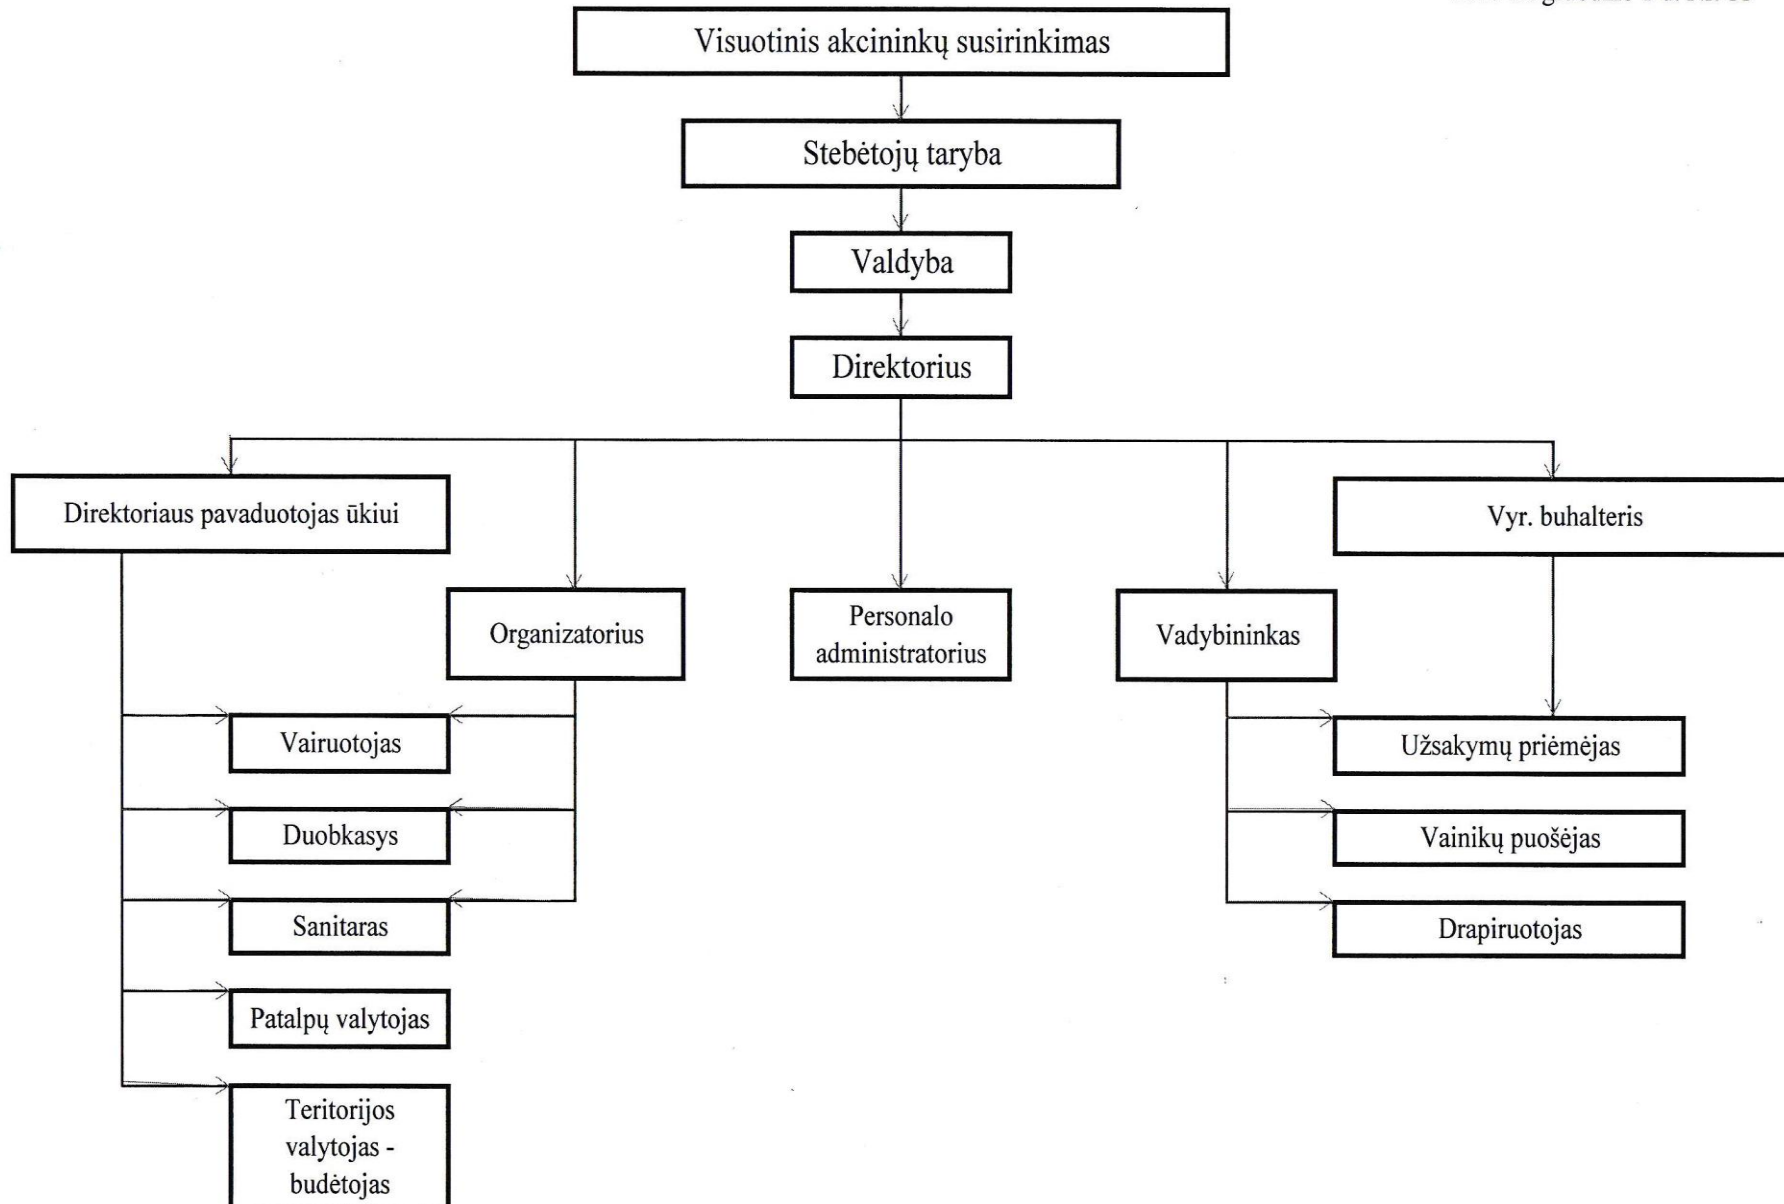 Visuotinis akcininkų susirinkimas
Stebėtojų taryba
Valdyba
Direktorius
Direktoriaus pavaduotojas ūkiui
Vyr. buhalteris
Organizatorius
Personalo
administratorius
Vadybininkas
Vairuotojas
Užsakymų priėmėjas
Duobkasys
Vainikų puošėjas
Sanitaras
Drapiruotojas
Patalpų valytojas
Teritorijos
valytojas -
budėtojas